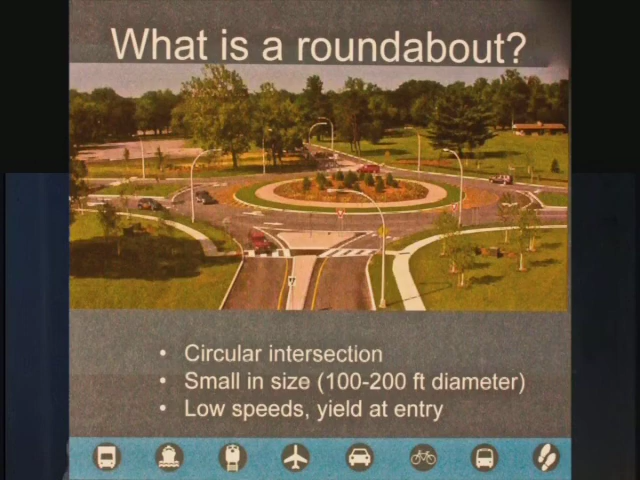 What is a roundabout?
• Circular intersection
• Small in size (100-200 ft diameter)
• Low speeds, yield at entry